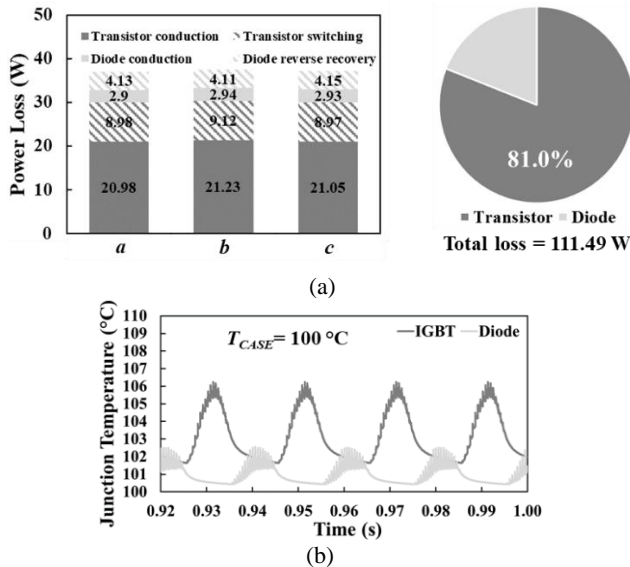 50
40
30
20
10
0
Power Loss (W)
Transistor conduction
Transistor switching
Diode conduction
Diode reverse recovery
4.13
4.11
4.15
2.9
2.94
2.93
8.98
9.12
8.97
20.98
21.23
21.05
a
b
c
81.0%
Transistor
Diode
Total loss = 111.49 W
(a)
Junction Temperature (°C)
110
109
108
107
106
105
104
103
102
101
100
T_CASE= 100 °C
IGBT
Diode
0.92
0.93
0.94
0.95
0.96
0.97
0.98
0.99
1.00
Time (s)
(b)